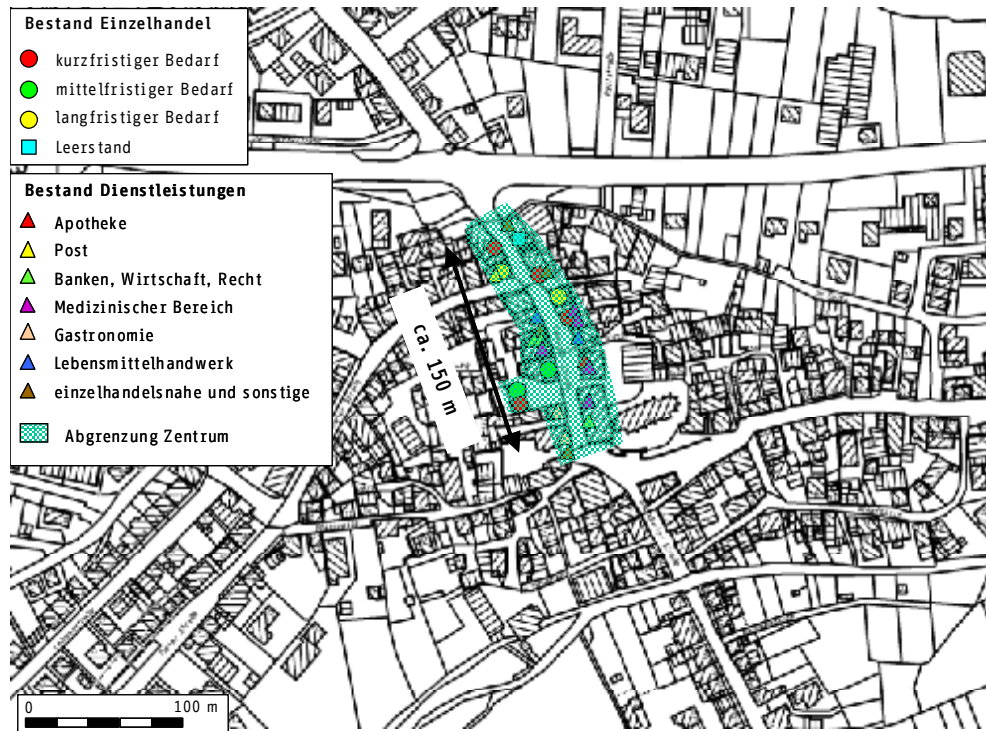 Bestand Einzelhandel
kurzfristiger Bedarf
mittelfristiger Bedarf
langfristiger Bedarf
Leerstand
Bestand Dienstleistungen
Apotheke
Post
Banken, Wirtschaft, Recht
Medizinischer Bereich
Gastronomie
Lebensmittelhandwerk
einzelhandelsnahe und sonstige
Abgrenzung Zentrum
ca. 150 m
0 100 m